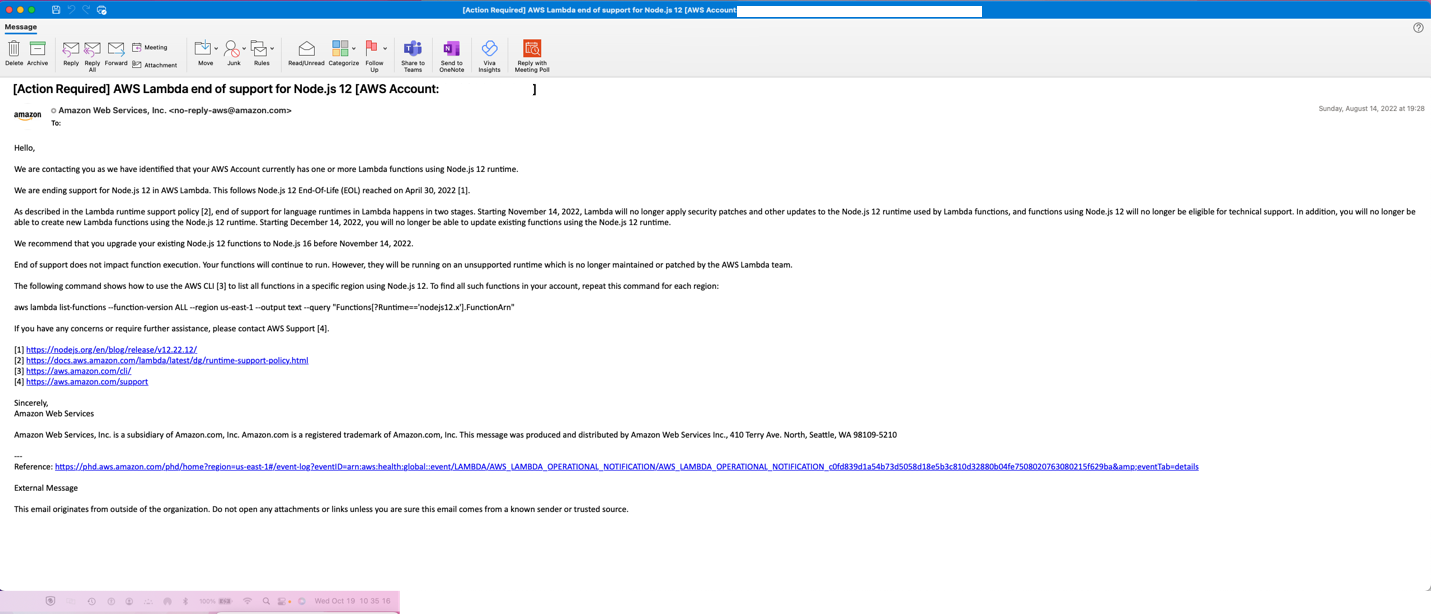 [Action Required] AWS Lambda end of support for Node.js 12 [AWS Account
Message
Delete Archive Reply Reply All Forward Meeting Attachment Move Junk Rules Read/Unread Categorize Follow Up Share to Teams Send to OneNote Viva Insights Reply with Meeting Poll
[Action Required] AWS Lambda end of support for Node.js 12 [AWS Account: ]
amazon
Amazon Web Services, Inc. <no-reply-aws@amazon.com>
Sunday, August 14, 2022 at 19:28
To:
Hello,
We are contacting you as we have identified that your AWS Account currently has one or more Lambda functions using Node.js 12 runtime.
We are ending support for Node.js 12 in AWS Lambda. This follows Node.js 12 End-Of-Life (EOL) reached on April 30, 2022 [1].
As described in the Lambda runtime support policy [2], end of support for language runtimes in Lambda happens in two stages. Starting November 14, 2022, Lambda will no longer apply security patches and other updates to the Node.js 12 runtime used by Lambda functions, and functions using Node.js 12 will no longer be eligible for technical support. In addition, you will no longer be
able to create new Lambda functions using the Node.js 12 runtime. Starting December 14, 2022, you will no longer be able to update existing functions using the Node.js 12 runtime.
We recommend that you upgrade your existing Node.js 12 functions to Node.js 16 before November 14, 2022.
End of support does not impact function execution. Your functions will continue to run. However, they will be running on an unsupported runtime which is no longer maintained or patched by the AWS Lambda team.
The following command shows how to use the AWS CLI [3] to list all functions in a specific region using Node.js 12. To find all such functions in your account, repeat this command for each region:
aws lambda list-functions --function-version ALL --region us-east-1 --output text --query "Functions[?Runtime=='nodejs12.x'].FunctionArn"
If you have any concerns or require further assistance, please contact AWS Support [4].
[1] https://nodejs.org/en/blog/release/v12.22.12/
[2] https://docs.aws.amazon.com/lambda/latest/dg/runtime-support-policy.html
[3] https://aws.amazon.com/cli/
[4] https://aws.amazon.com/support
Sincerely,
Amazon Web Services
Amazon Web Services, Inc. is a subsidiary of Amazon.com, Inc. Amazon.com is a registered trademark of Amazon.com, Inc. This message was produced and distributed by Amazon Web Services Inc., 410 Terry Ave. North, Seattle, WA 98109-5210
---
Reference: https://phd.aws.amazon.com/phd/home?region=us-east-1#/event-log?eventID=arn:aws:health:global::event/LAMBDA/AWS_LAMBDA_OPERATIONAL_NOTIFICATION/AWS_LAMBDA_OPERATIONAL_NOTIFICATION_c0fd839d1a54b73d5058d18e5b3c810d32880b04fe7508020763080215f629ba&amp;eventTab=details
External Message
This email originates from outside of the organization. Do not open any attachments or links unless you are sure this email comes from a known sender or trusted source.
100% Wed Oct 19 10 35 16